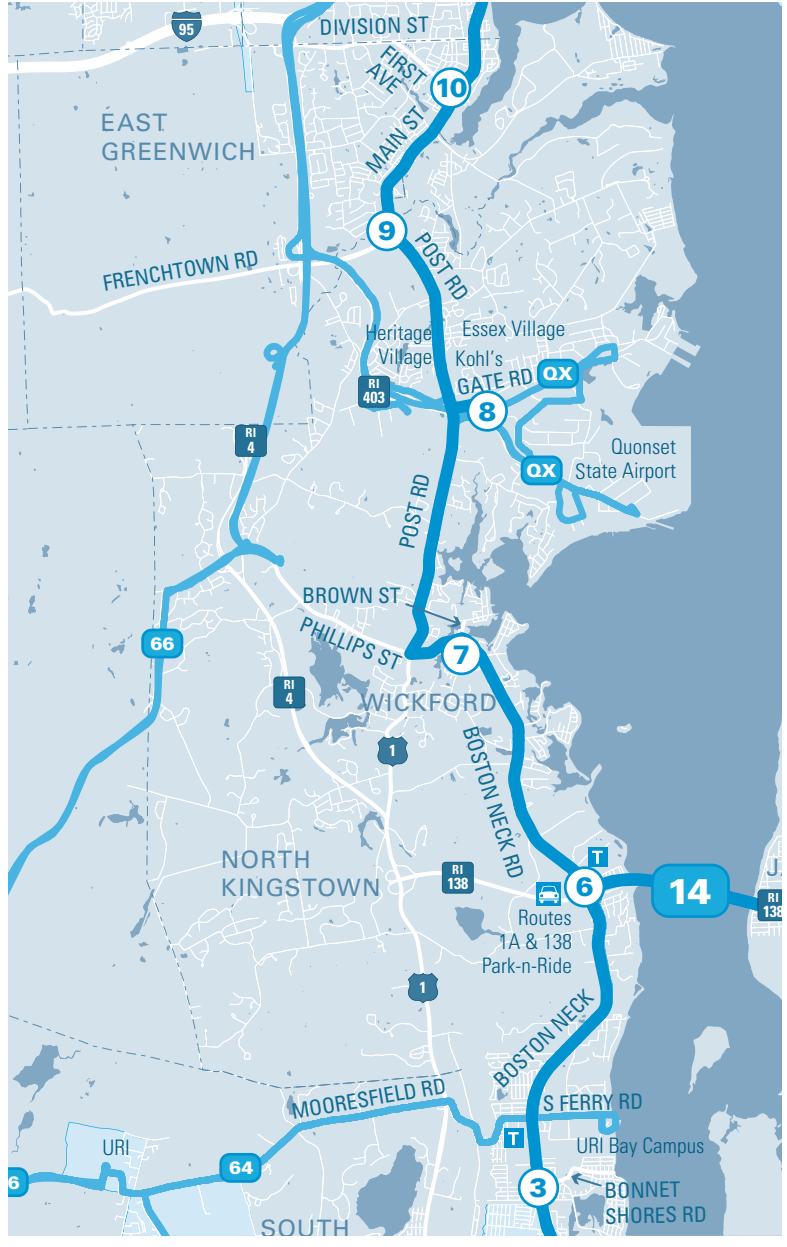 95
DIVISION ST
FIRST
AVE
10
EAST
GREENWICH
MAIN ST
9
POST RD
FRENCHTOWN RD
Heritage
Village
Essex Village
Kohl's
GATE RD
QX
RI
403
8
RI
4
Quonset
State Airport
QX
POST RD
BROWN ST
PHILLIPS ST
66
7
RI
4
WICKFORD
1
BOSTON NECK RD
NORTH
KINGSTOWN
RI
138
T
6
14
J
RI
138
Routes
1A & 138
Park-n-Ride
1
BOSTON NECK
MOORESFIELD RD
S FERRY RD
T
URI Bay Campus
URI
64
6
3
BONNET
SHORES RD
SOUTH